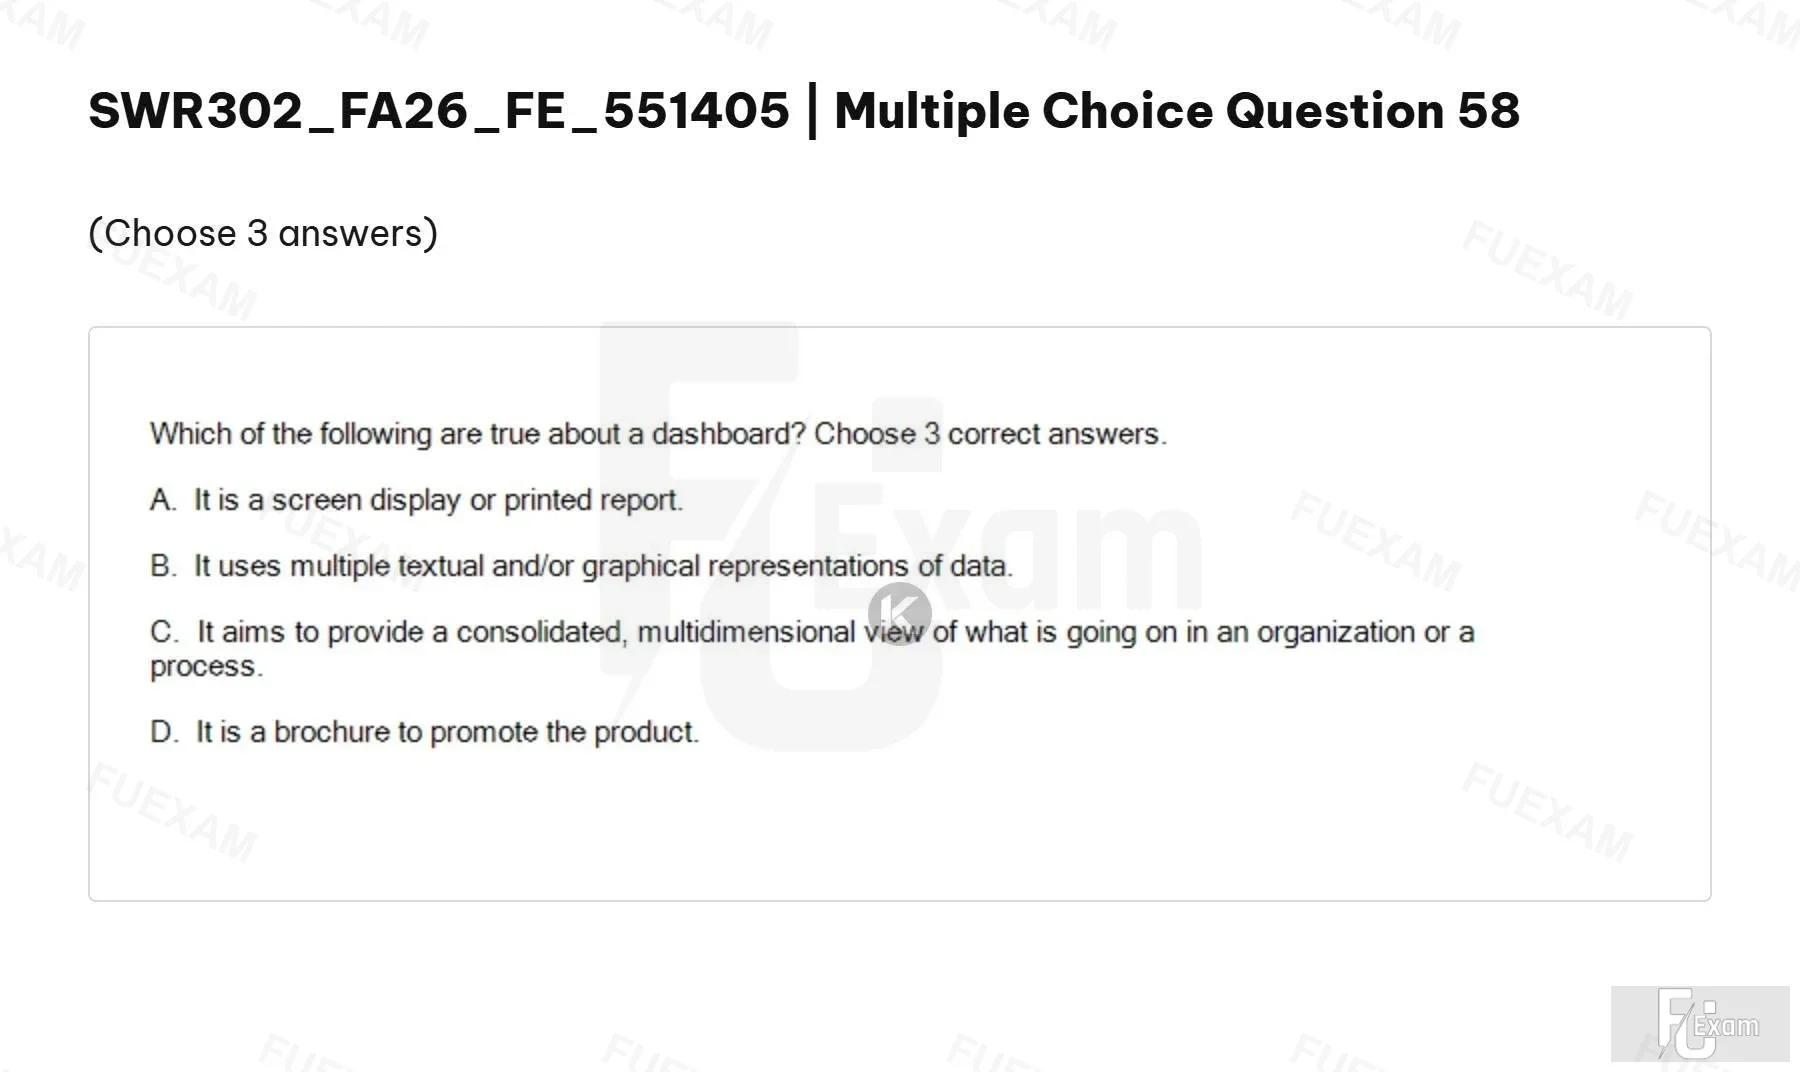 SWR302_FA26_FE_551405 | Multiple Choice Question 58
(Choose 3 answers)
Which of the following are true about a dashboard? Choose 3 correct answers.
A. It is a screen display or printed report.
B. It uses multiple textual and/or graphical representations of data.
C. It aims to provide a consolidated, multidimensional view of what is going on in an organization or a
process.
D. It is a brochure to promote the product.
FUEXAM
FU Exam
K